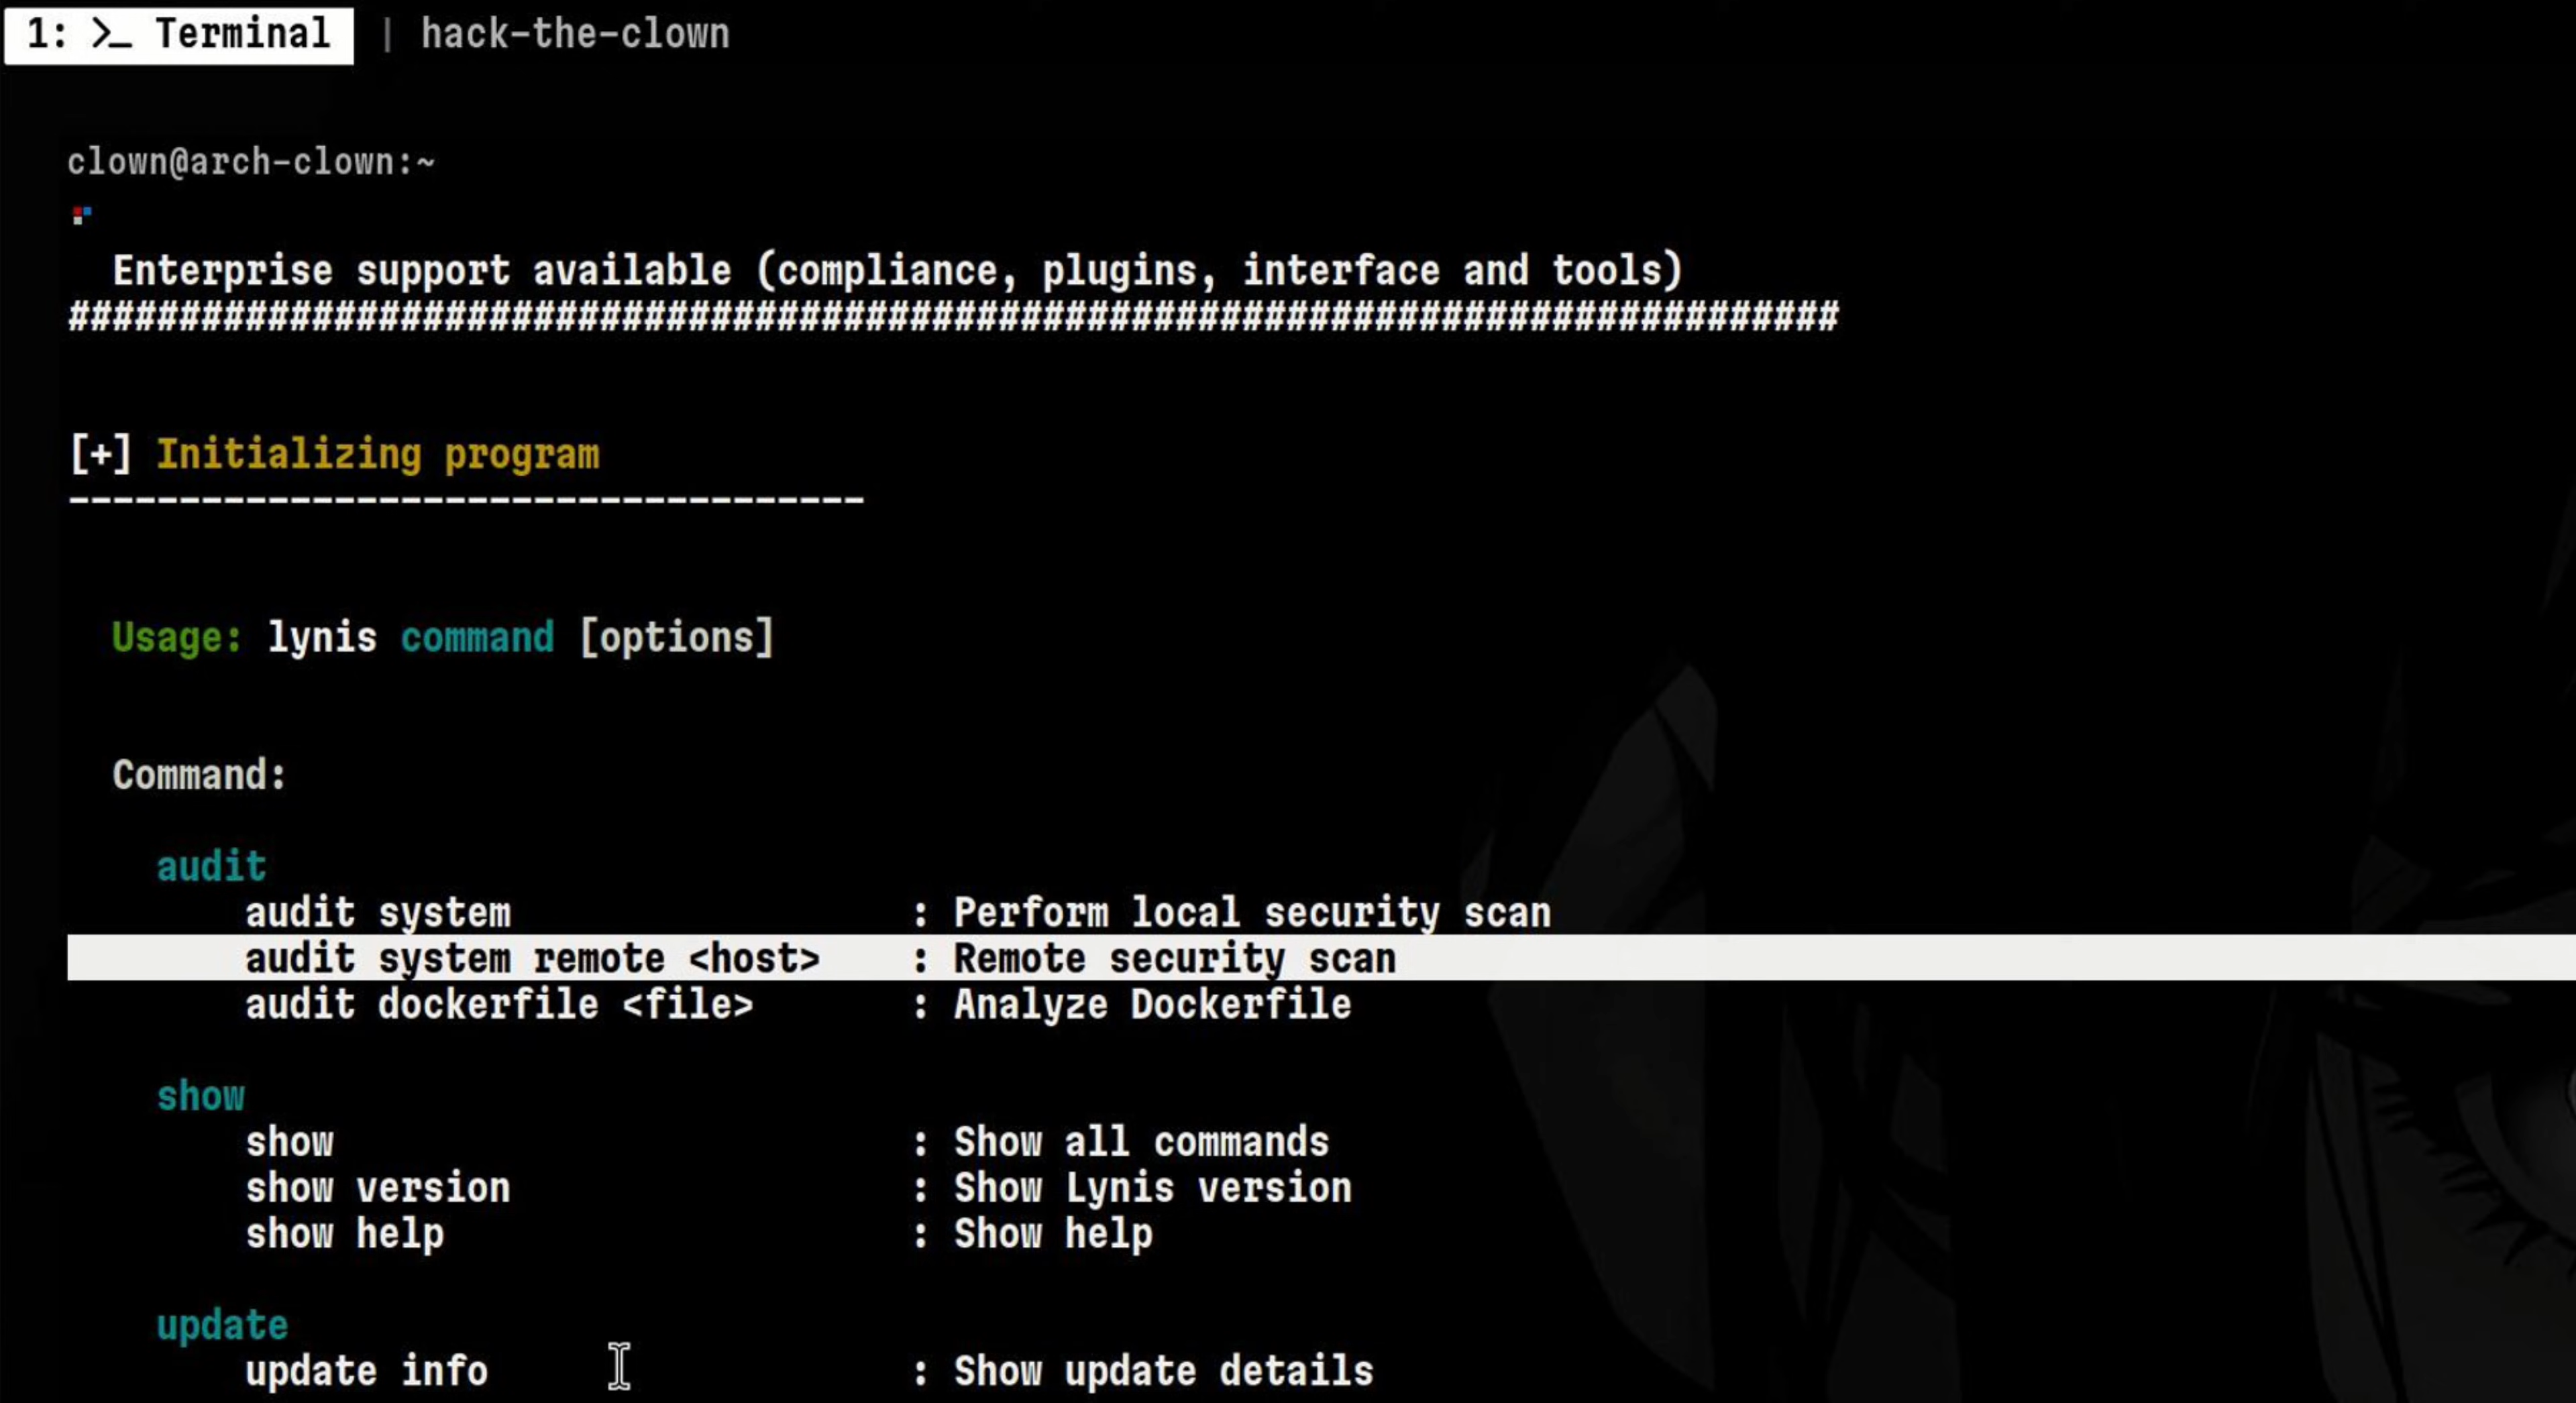 1: >_ Terminal | hack-the-clown
clown@arch-clown:~
Enterprise support available (compliance, plugins, interface and tools)
################################################################################
[+] Initializing program
------------------------------------
Usage: lynis command [options]
Command:
audit
audit system : Perform local security scan
audit system remote <host> : Remote security scan
audit dockerfile <file> : Analyze Dockerfile
show
show : Show all commands
show version : Show Lynis version
show help : Show help
update
update info : Show update details